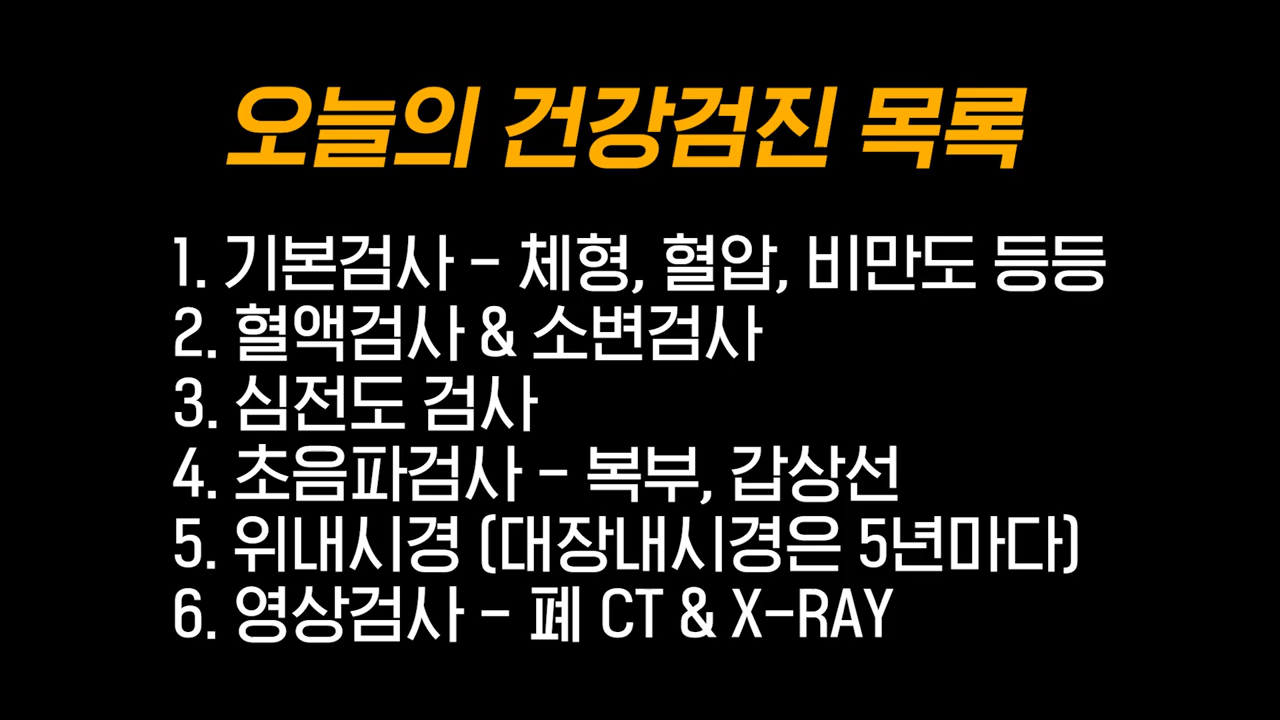 오늘의 건강검진 목록
1. 기본검사 - 체형, 혈압, 비만도 등등
2. 혈액검사 & 소변검사
3. 심전도 검사
4. 초음파검사 - 복부, 갑상선
5. 위내시경 (대장내시경은 5년마다)
6. 영상검사 - 폐 CT & X-RAY